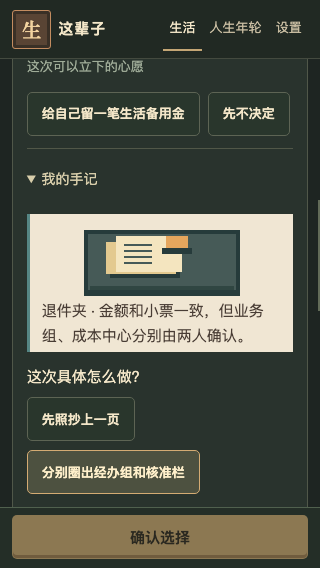 生
这辈子
生活
人生年轮
设置
这次可以立下的心愿
给自己留一笔生活备用金
先不决定
▼ 我的手记
退件夹 · 金额和小票一致，但业务
组、成本中心分别由两人确认。
这次具体怎么做?
先照抄上一页
分别圈出经办组和核准栏
确认选择